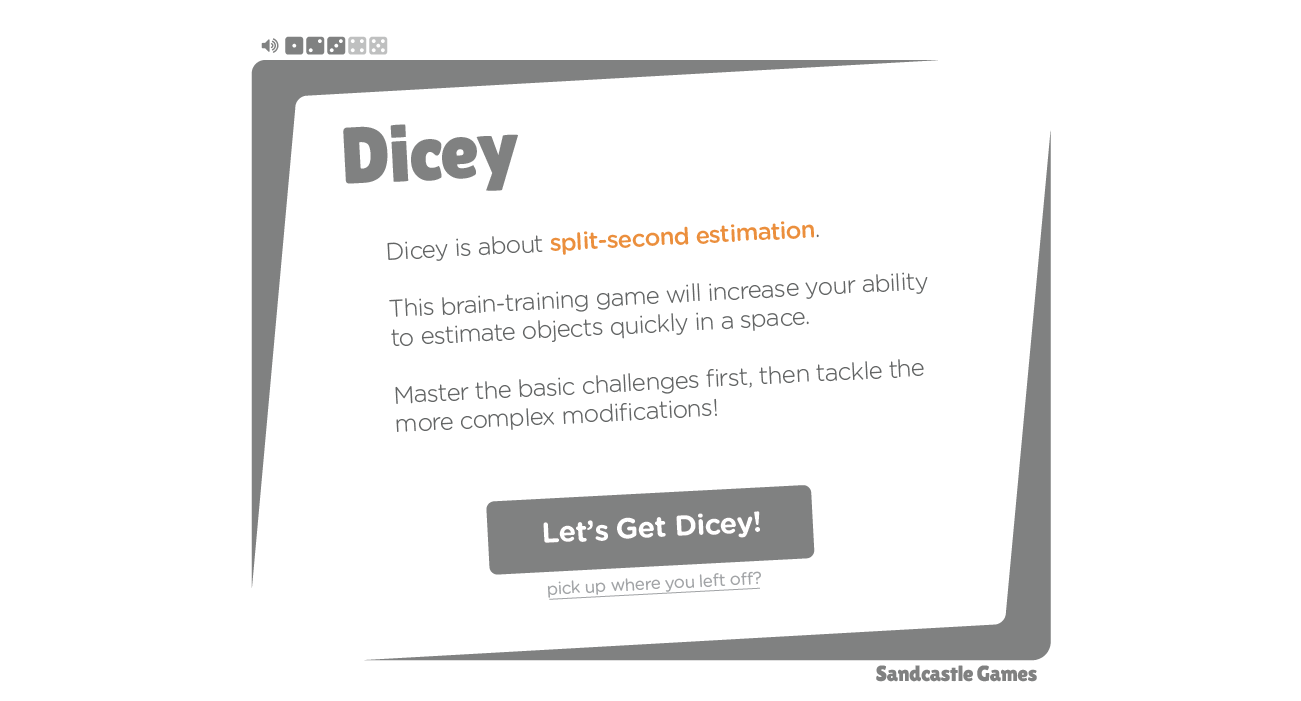 Dicey
Dicey is about split-second estimation.
This brain-training game will increase your ability
to estimate objects quickly in a space.
Master the basic challenges first, then tackle the
more complex modifications!
Let’s Get Dicey!
pick up where you left off?
Sandcastle Games